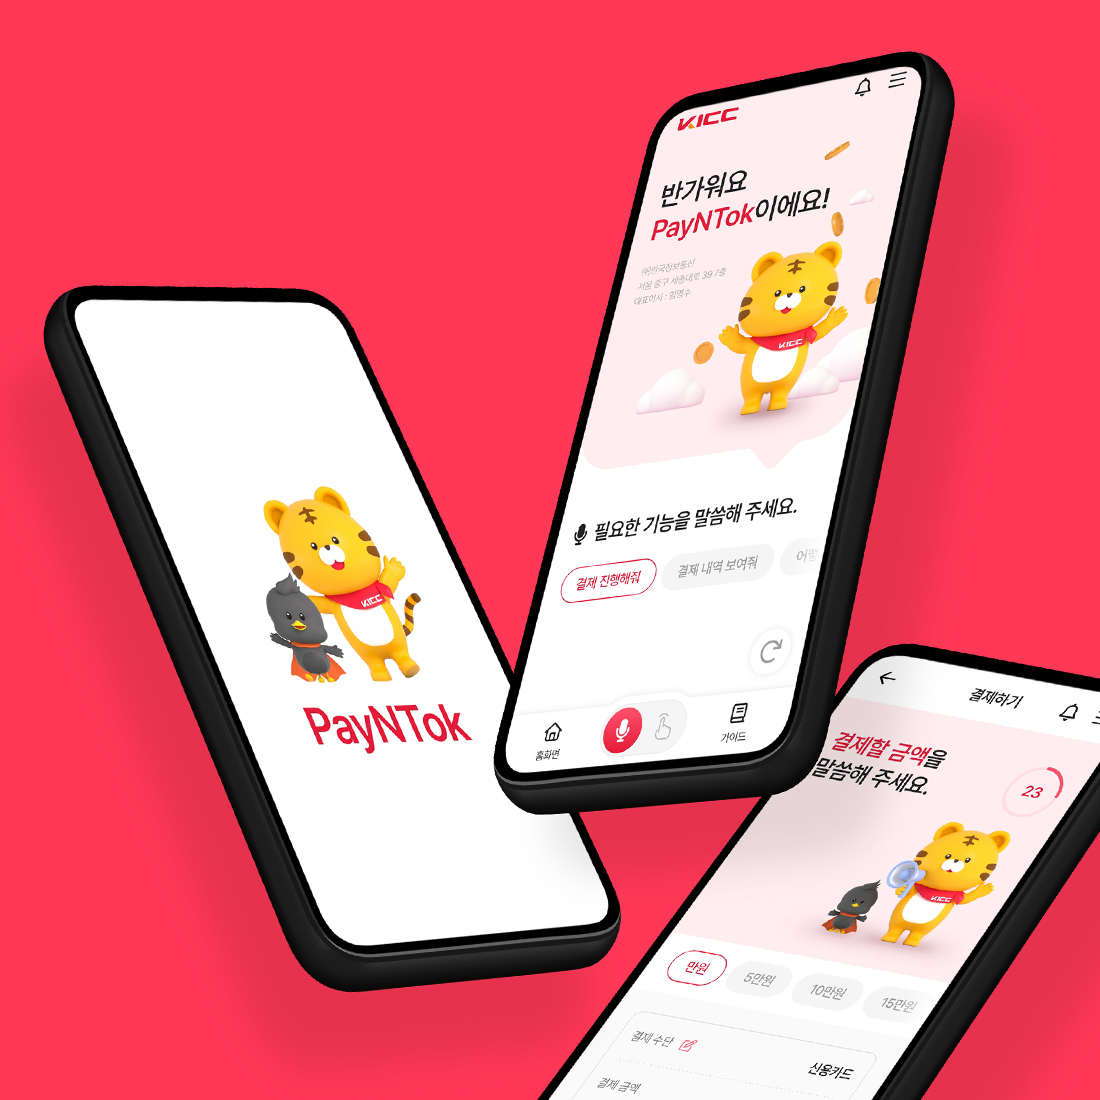 KICC
PayNTok
KICC
반가워요
PayNTok이에요!
㈜한국정보통신
서울 중구 세종대로 39 7층
대표이사 : 임명수
KICC
필요한 기능을 말씀해 주세요.
결제 진행해줘
결제 내역 보여줘
어떻
홈화면
가이드
결제하기
결제할 금액을
말씀해 주세요.
23
KICC
만원
5만원
10만원
15만원
결제 수단
신용카드
결제 금액